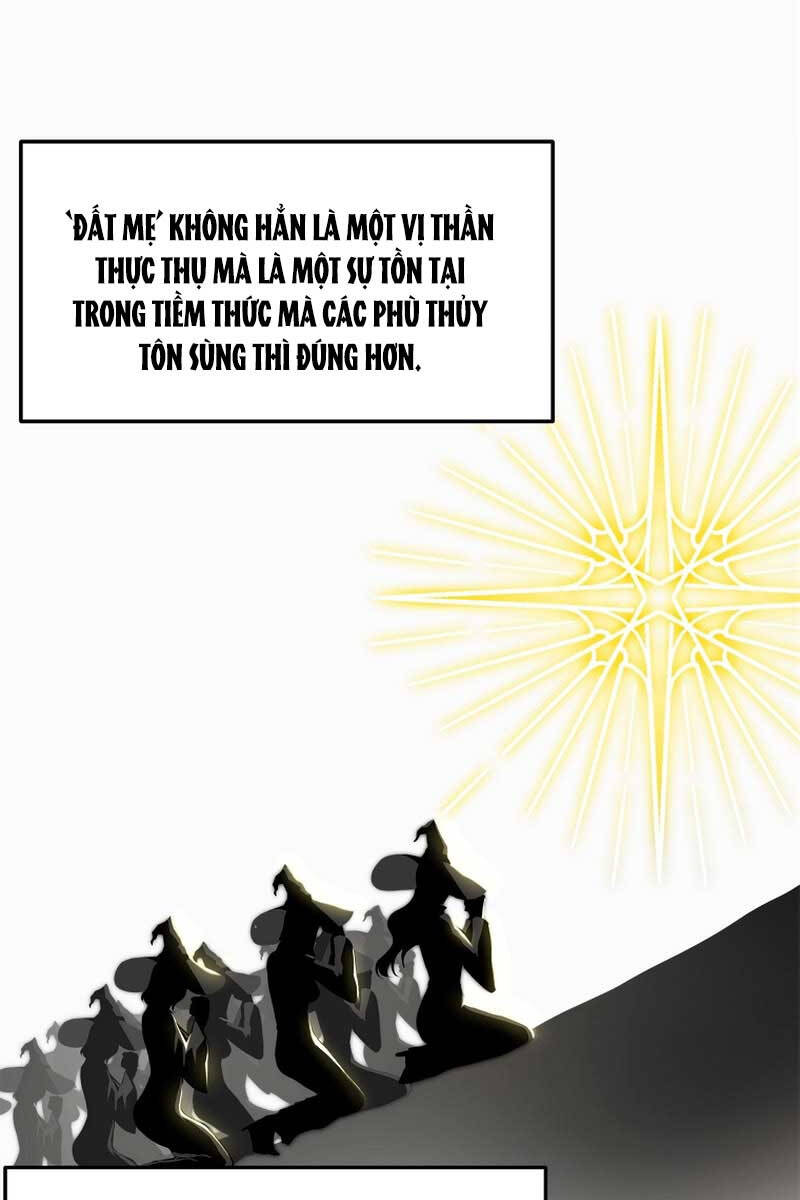 'ĐẤT MẸ' KHÔNG HẲN LÀ MỘT VỊ THẦN
THỰC THỤ MÀ LÀ MỘT SỰ TỒN TẠI
TRONG TIỀM THỨC MÀ CÁC PHÙ THỦY
TÔN SÙNG THÌ ĐÚNG HƠN.